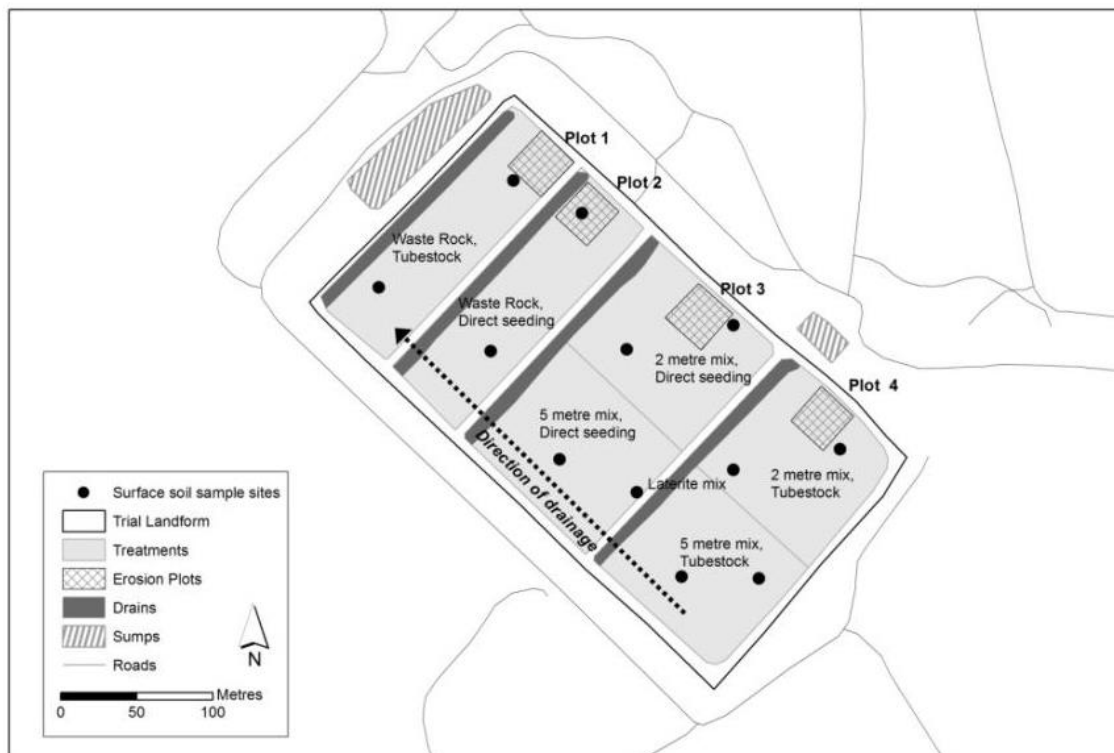 Plot 1
Plot 2
Waste Rock,
Tubestock
Waste Rock,
Direct seeding
Plot 3
2 metre mix,
Direct seeding
Plot 4
5 metre mix,
Direct seeding
Laterite mix
2 metre mix,
Tubestock
5 metre mix,
Tubestock
Direction of drainage
Surface soil sample sites
Trial Landform
Treatments
Erosion Plots
Drains
Sumps
Roads
N
Metres
0 50 100